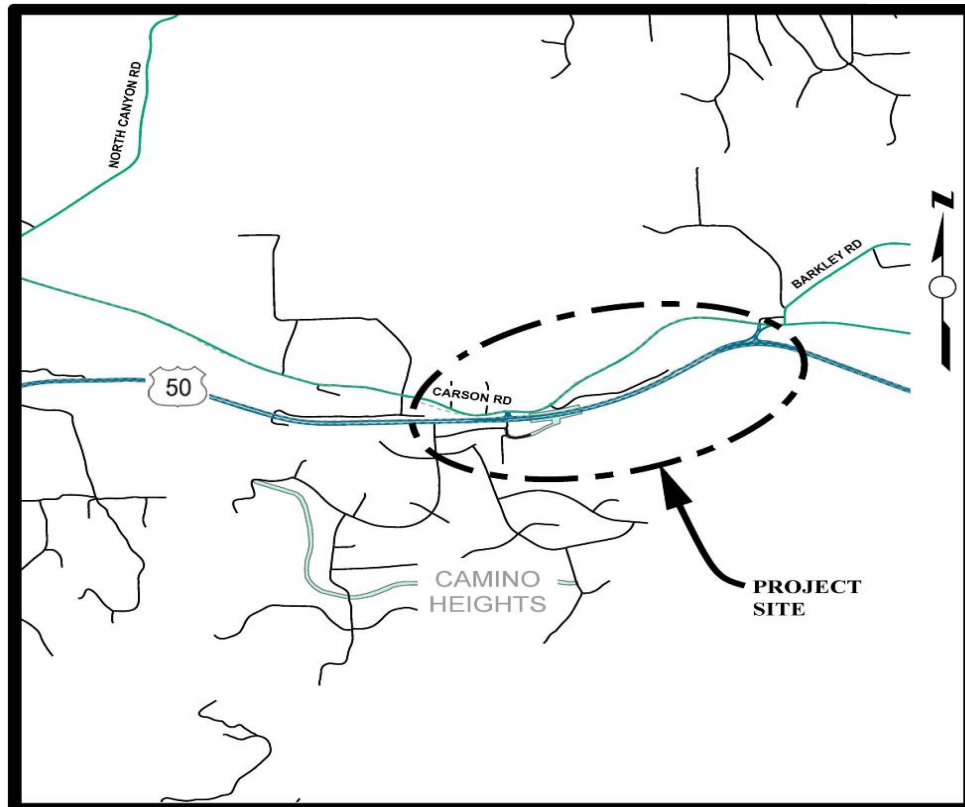 NORTH CANYON RD
BARKLEY RD
50
CARSON RD
CAMINO
HEIGHTS
PROJECT
SITE
N